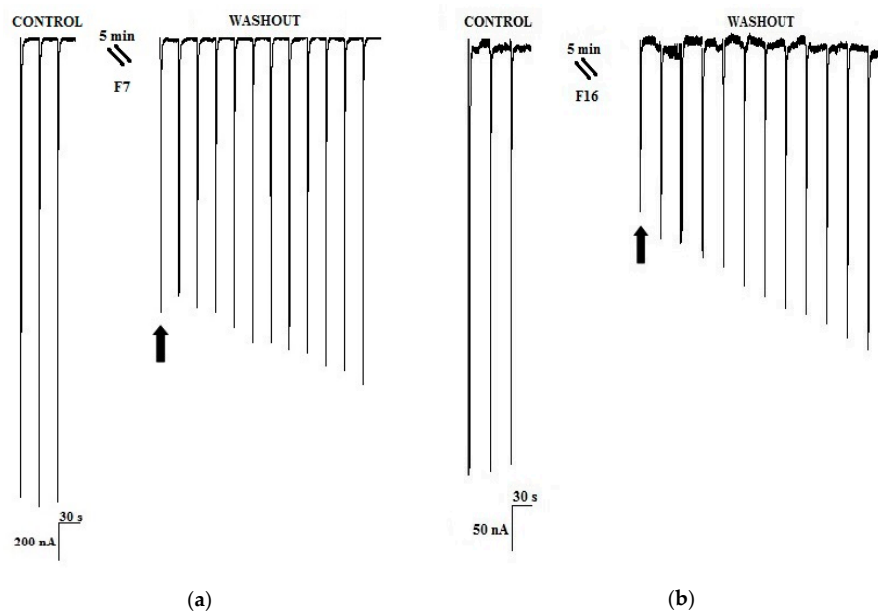 CONTROL
5 min
F7
WASHOUT
30 s
200 nA
(a)
CONTROL
5 min
F16
WASHOUT
30 s
50 nA
(b)